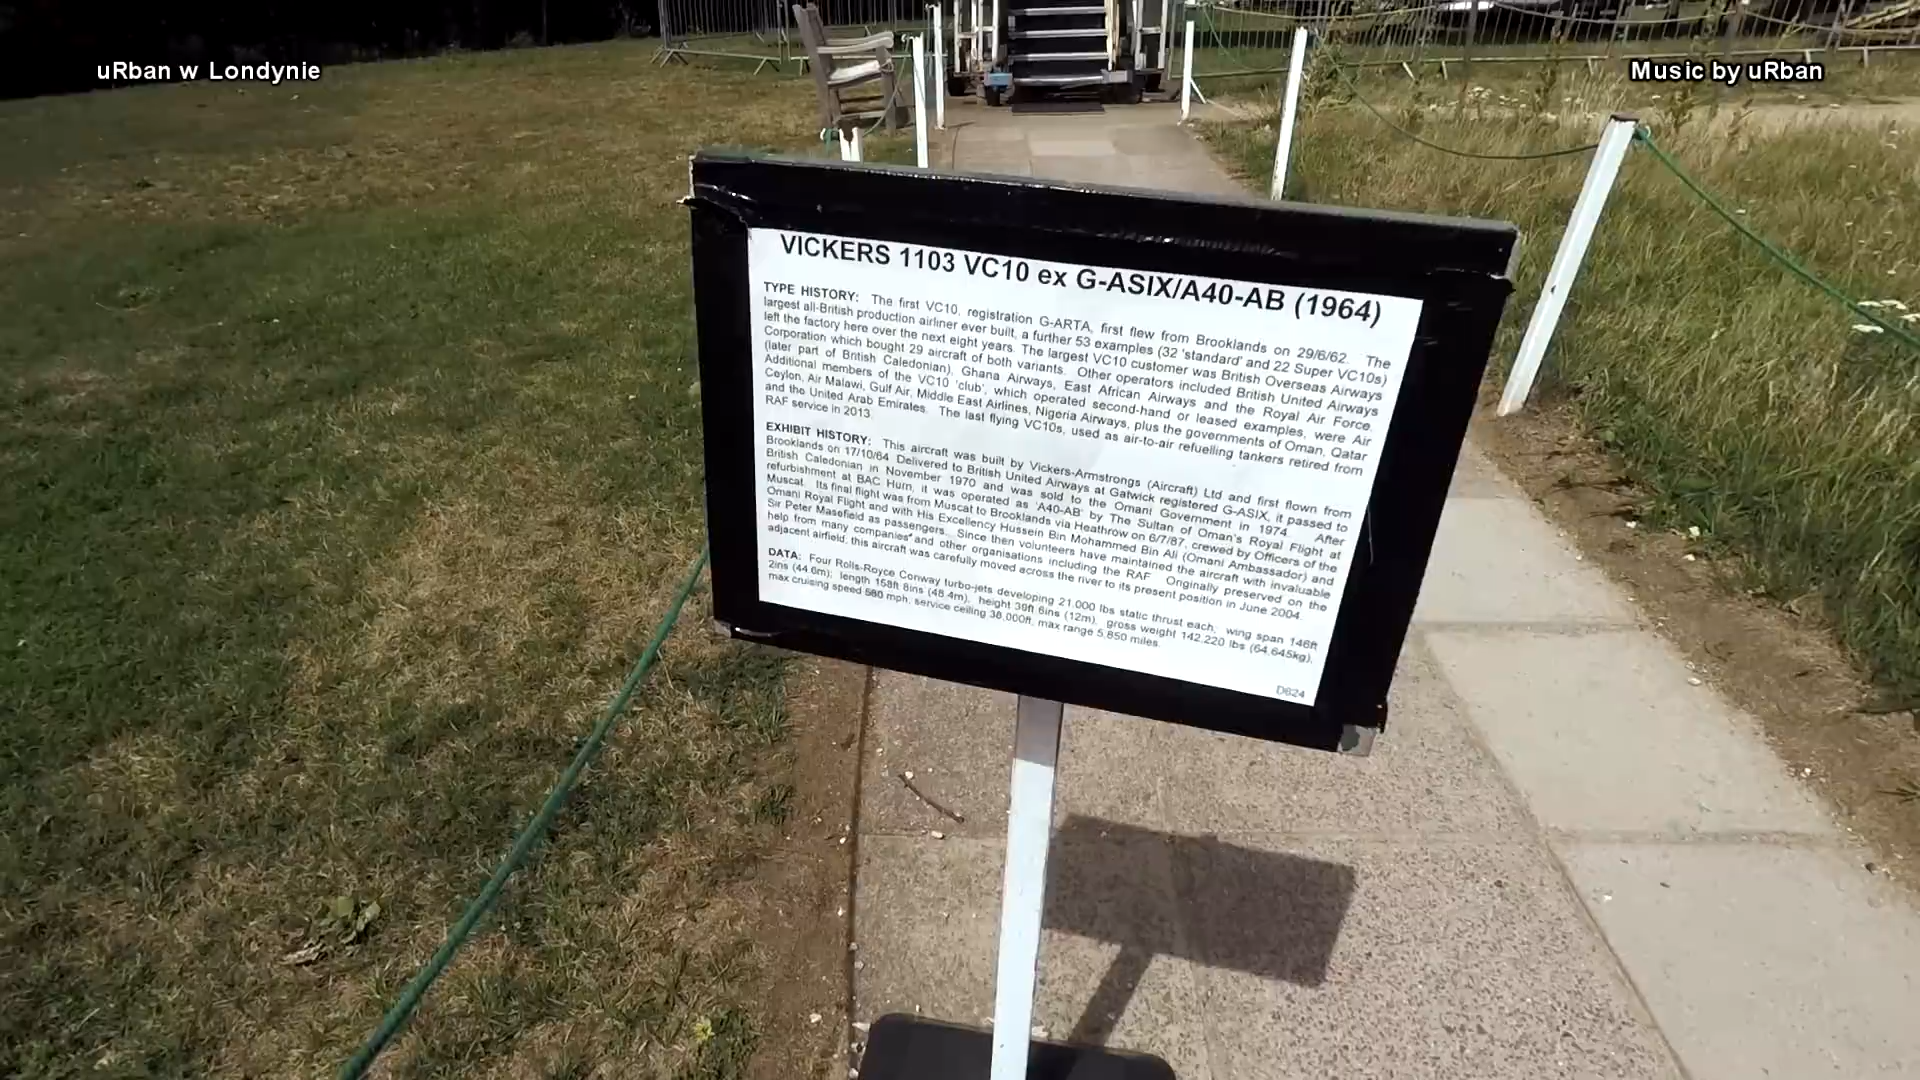 uRban w Londynie
Music by uRban
VICKERS 1103 VC10 ex G-ASIX/A40-AB (1964)
TYPE HISTORY: The first VC10, registration G-ARTA, first flew from Brooklands on 29/6/62. The
largest all-British production airliner ever built, a further 53 examples (32 'standard' and 22 Super VC10s)
left the factory here over the next eight years. The largest VC10 customer was British Overseas Airways
Corporation which bought 29 aircraft of both variants. Other operators included British United Airways
(later part of British Caledonian), Ghana Airways, East African Airways and the Royal Air Force.
Additional members of the VC10 'club', which operated second-hand or leased examples, were Air
Ceylon, Air Malawi, Gulf Air, Middle East Airlines, Nigeria Airways, plus the governments of Oman, Qatar
and the United Arab Emirates. The last flying VC10s, used as air-to-air refuelling tankers retired from
RAF service in 2013.
EXHIBIT HISTORY: This aircraft was built by Vickers-Armstrongs (Aircraft) Ltd and first flown from
Brooklands on 17/10/64. Delivered to British United Airways at Gatwick registered G-ASIX, it passed to
British Caledonian in November 1970 and was sold to the Omani Government in 1974. After
refurbishment at BAC Hurn, it was operated as 'A40-AB' by The Sultan of Oman's Royal Flight at
Muscat. Its final flight was from Muscat to Brooklands via Heathrow on 6/7/87, crewed by Officers of the
Omani Royal Flight and with His Excellency Hussein Bin Mohammed Bin Ali (Omani Ambassador) and
Sir Peter Masefield as passengers. Since then volunteers have maintained the aircraft with invaluable
help from many companies and other organisations including the RAF. Originally preserved on the
adjacent airfield, this aircraft was carefully moved across the river to its present position in June 2004.
DATA: Four Rolls-Royce Conway turbo-jets developing 21,000 lbs static thrust each; wing span 146ft
2ins (44.6m); length 158ft 8ins (48.4m), height 39ft 6ins (12m), gross weight 142,220 lbs (64,645kg),
max cruising speed 580 mph, service ceiling 38,000ft, max range 5,850 miles.
D624